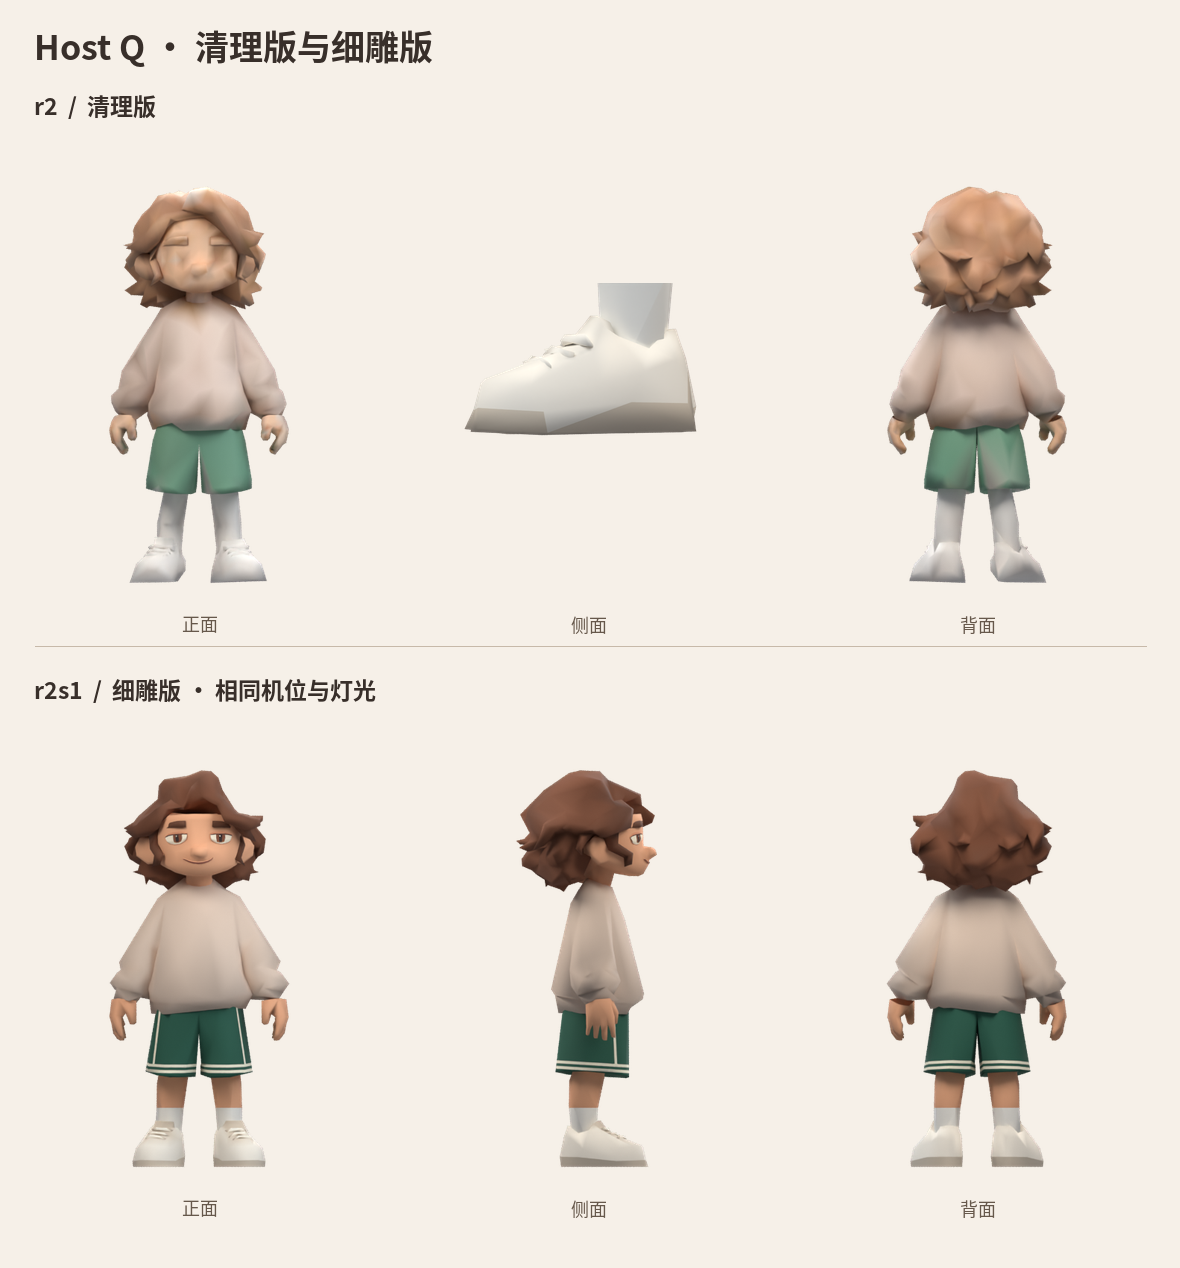 Host Q · 清理版与细雕版
r2 / 清理版
正面
侧面
背面
r2s1 / 细雕版 · 相同机位与灯光
正面
侧面
背面